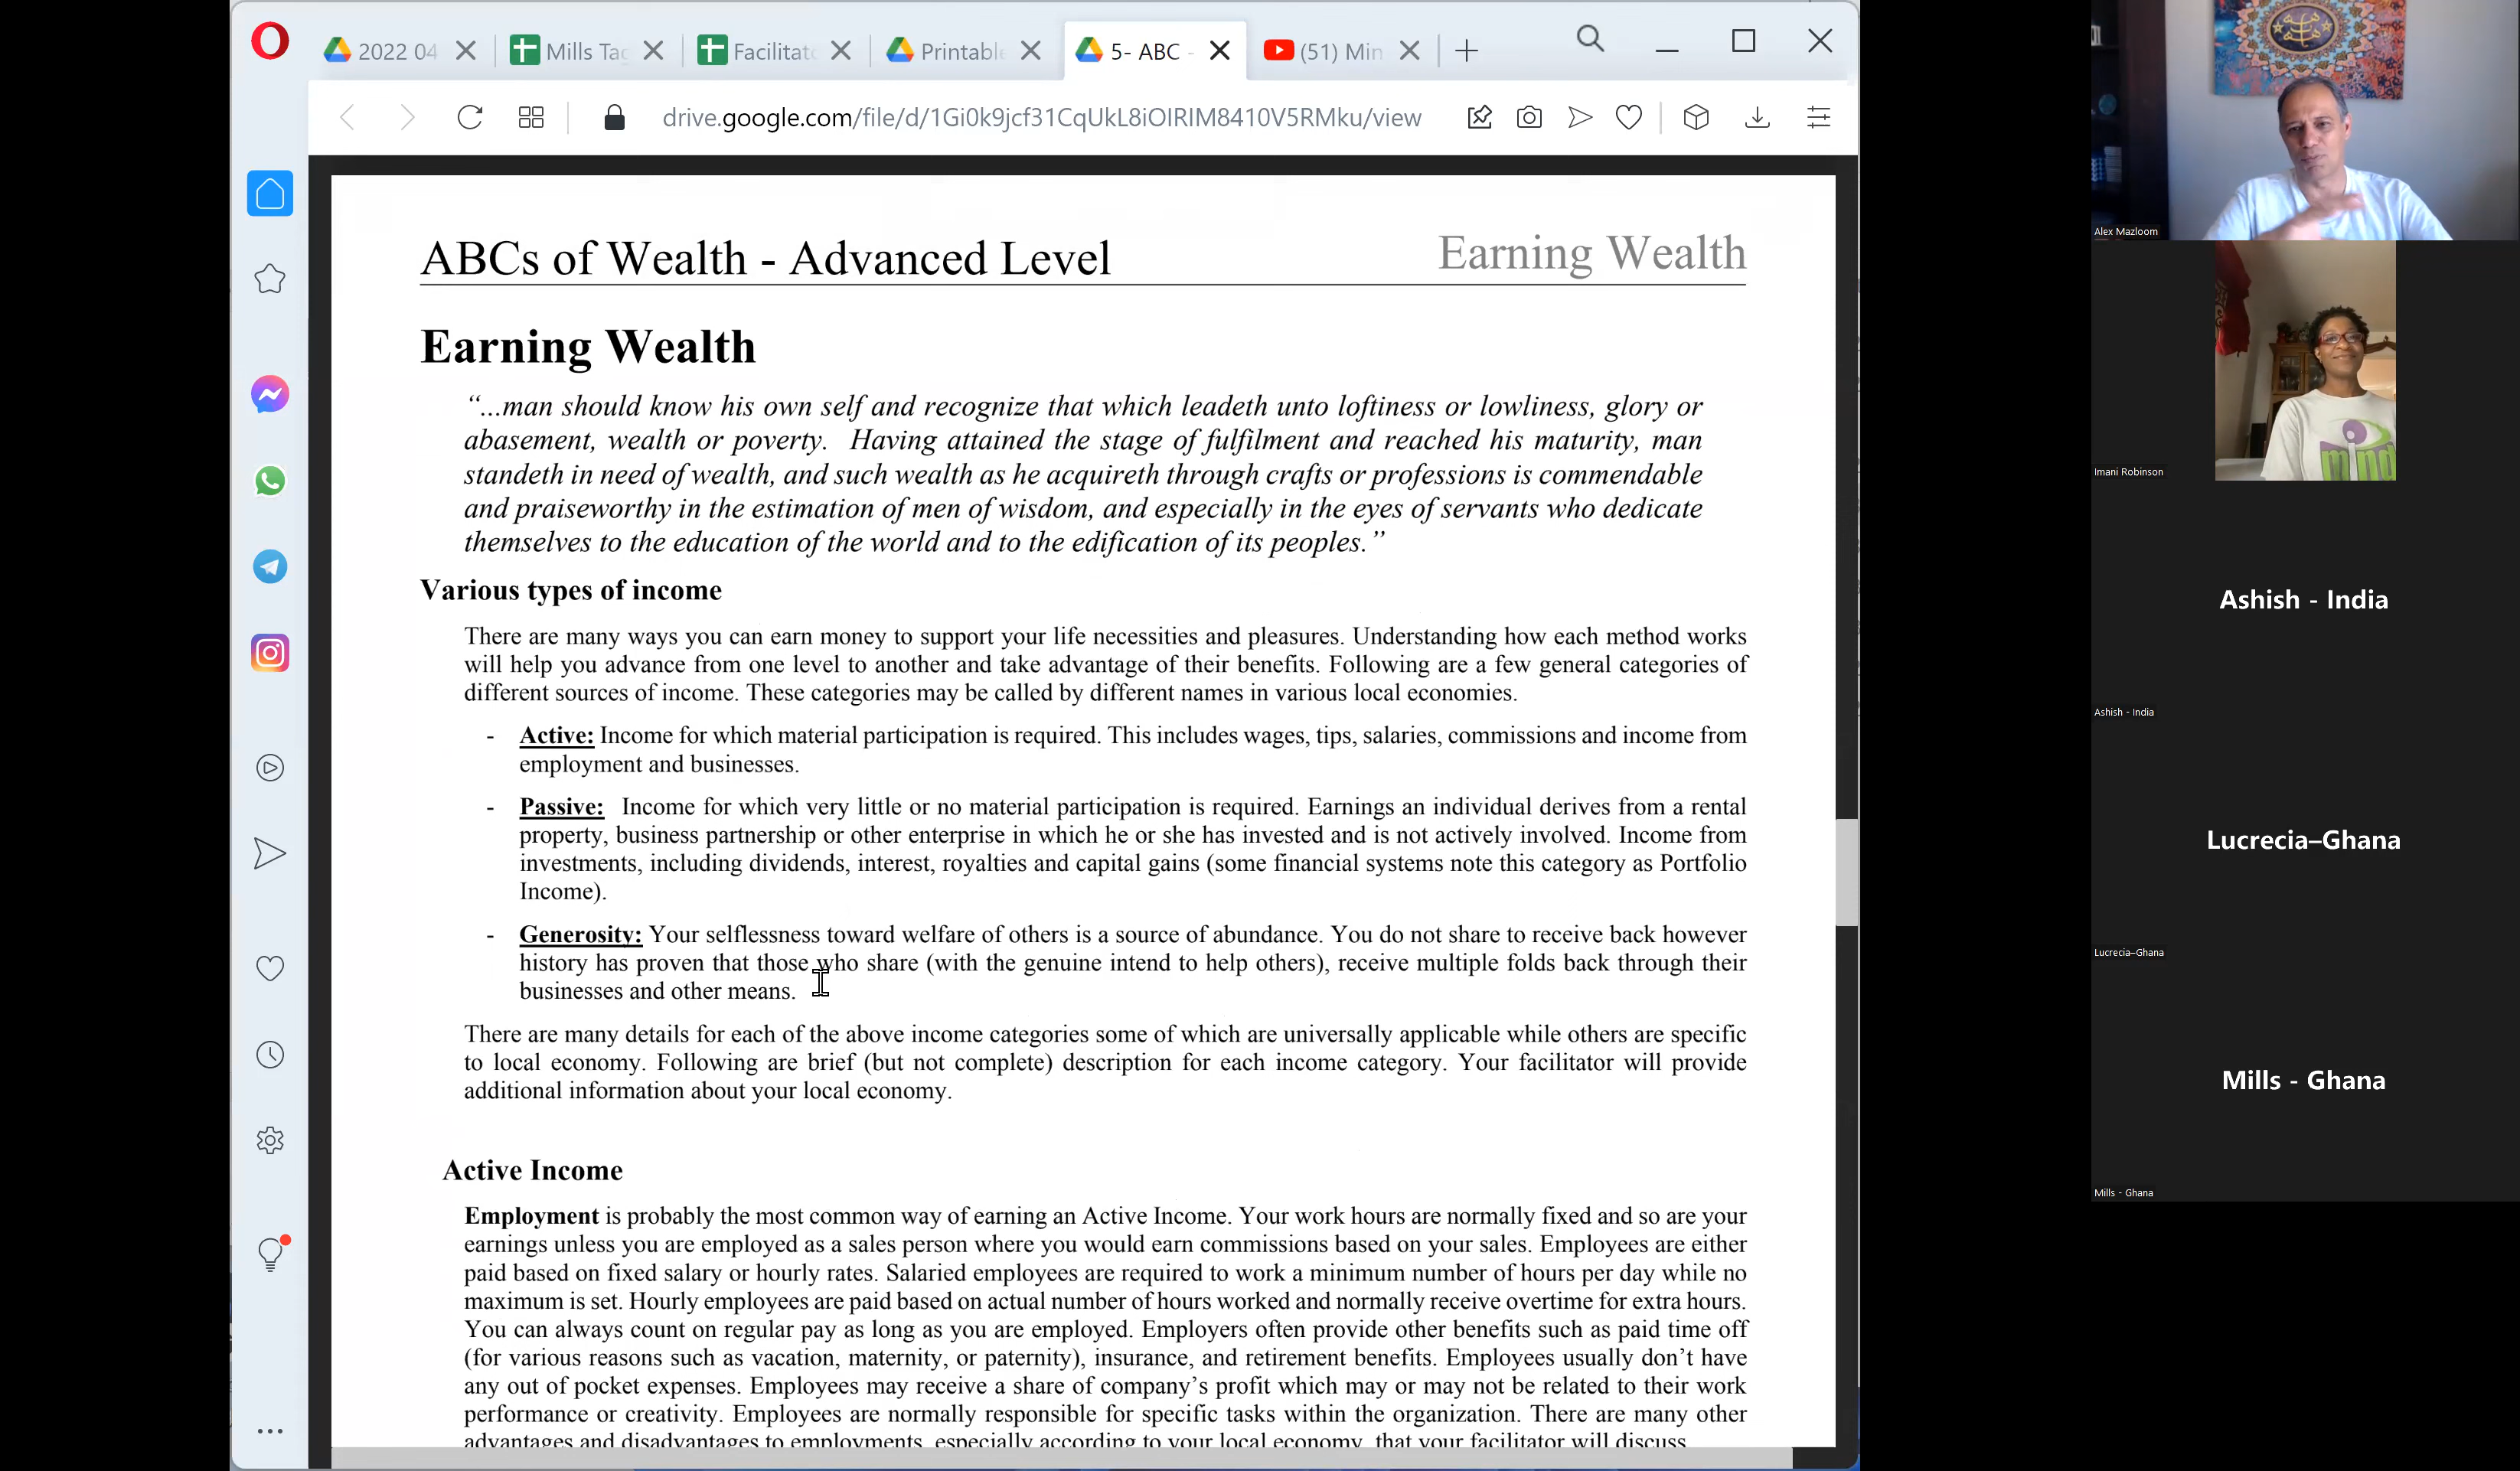 2022 04
Mills Tac
Facilitato
Printable
5- ABC -
(51) Min
drive.google.com/file/d/1Gi0k9jcf31CqUkL8iOIRIM8410V5RMku/view
ABCs of Wealth - Advanced Level
Earning Wealth
Earning Wealth
“...man should know his own self and recognize that which leadeth unto loftiness or lowliness, glory or
abasement, wealth or poverty. Having attained the stage of fulfilment and reached his maturity, man
standeth in need of wealth, and such wealth as he acquireth through crafts or professions is commendable
and praiseworthy in the estimation of men of wisdom, and especially in the eyes of servants who dedicate
themselves to the education of the world and to the edification of its peoples.”
Various types of income
There are many ways you can earn money to support your life necessities and pleasures. Understanding how each method works
will help you advance from one level to another and take advantage of their benefits. Following are a few general categories of
different sources of income. These categories may be called by different names in various local economies.
- Active: Income for which material participation is required. This includes wages, tips, salaries, commissions and income from
employment and businesses.
- Passive: Income for which very little or no material participation is required. Earnings an individual derives from a rental
property, business partnership or other enterprise in which he or she has invested and is not actively involved. Income from
investments, including dividends, interest, royalties and capital gains (some financial systems note this category as Portfolio
Income).
- Generosity: Your selflessness toward welfare of others is a source of abundance. You do not share to receive back however
history has proven that those who share (with the genuine intend to help others), receive multiple folds back through their
businesses and other means.
There are many details for each of the above income categories some of which are universally applicable while others are specific
to local economy. Following are brief (but not complete) description for each income category. Your facilitator will provide
additional information about your local economy.
Active Income
Employment is probably the most common way of earning an Active Income. Your work hours are normally fixed and so are your
earnings unless you are employed as a sales person where you would earn commissions based on your sales. Employees are either
paid based on fixed salary or hourly rates. Salaried employees are required to work a minimum number of hours per day while no
maximum is set. Hourly employees are paid based on actual number of hours worked and normally receive overtime for extra hours.
You can always count on regular pay as long as you are employed. Employers often provide other benefits such as paid time off
(for various reasons such as vacation, maternity, or paternity), insurance, and retirement benefits. Employees usually don’t have
any out of pocket expenses. Employees may receive a share of company’s profit which may or may not be related to their work
performance or creativity. Employees are normally responsible for specific tasks within the organization. There are many other
advantages and disadvantages to employments, especially according to your local economy, that your facilitator will discuss
Alex Mazloom
mind
Imani Robinson
Ashish - India
Ashish - India
Lucrecia–Ghana
Lucrecia–Ghana
Mills - Ghana
Mills - Ghana